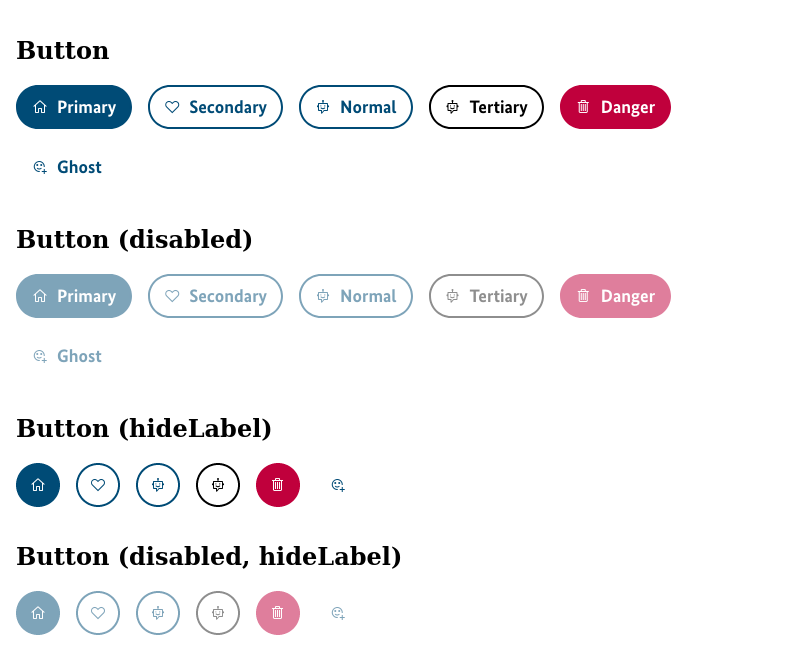 Button
Primary Secondary Normal Tertiary Danger
Ghost
Button (disabled)
Primary Secondary Normal Tertiary Danger
Ghost
Button (hideLabel)
Button (disabled, hideLabel)